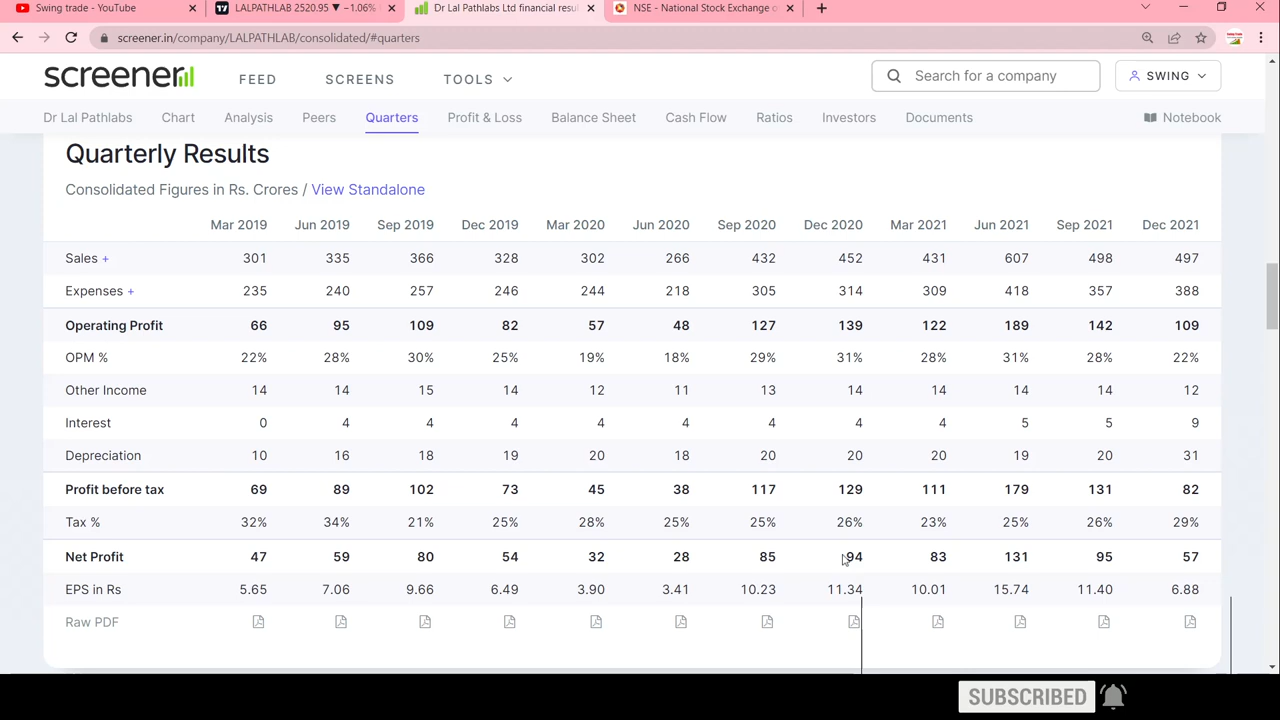 Swing trade - YouTube
LALPATHLAB 2520.95 ▼ −1.06%
Dr Lal Pathlabs Ltd financial resul
NSE - National Stock Exchange o
screener.in/company/LALPATHLAB/consolidated/#quarters
screener
FEED
SCREENS
TOOLS
Search for a company
SWING
Dr Lal Pathlabs
Chart
Analysis
Peers
Quarters
Profit & Loss
Balance Sheet
Cash Flow
Ratios
Investors
Documents
Notebook
Quarterly Results
Consolidated Figures in Rs. Crores / View Standalone
Mar 2019 Jun 2019 Sep 2019 Dec 2019 Mar 2020 Jun 2020 Sep 2020 Dec 2020 Mar 2021 Jun 2021 Sep 2021 Dec 2021
Sales + 301 335 366 328 302 266 432 452 431 607 498 497
Expenses + 235 240 257 246 244 218 305 314 309 418 357 388
Operating Profit 66 95 109 82 57 48 127 139 122 189 142 109
OPM % 22% 28% 30% 25% 19% 18% 29% 31% 28% 31% 28% 22%
Other Income 14 14 15 14 12 11 13 14 14 14 14 12
Interest 0 4 4 4 4 4 4 4 4 5 5 9
Depreciation 10 16 18 19 20 18 20 20 20 19 20 31
Profit before tax 69 89 102 73 45 38 117 129 111 179 131 82
Tax % 32% 34% 21% 25% 28% 25% 25% 26% 23% 25% 26% 29%
Net Profit 47 59 80 54 32 28 85 94 83 131 95 57
EPS in Rs 5.65 7.06 9.66 6.49 3.90 3.41 10.23 11.34 10.01 15.74 11.40 6.88
Raw PDF
SUBSCRIBED